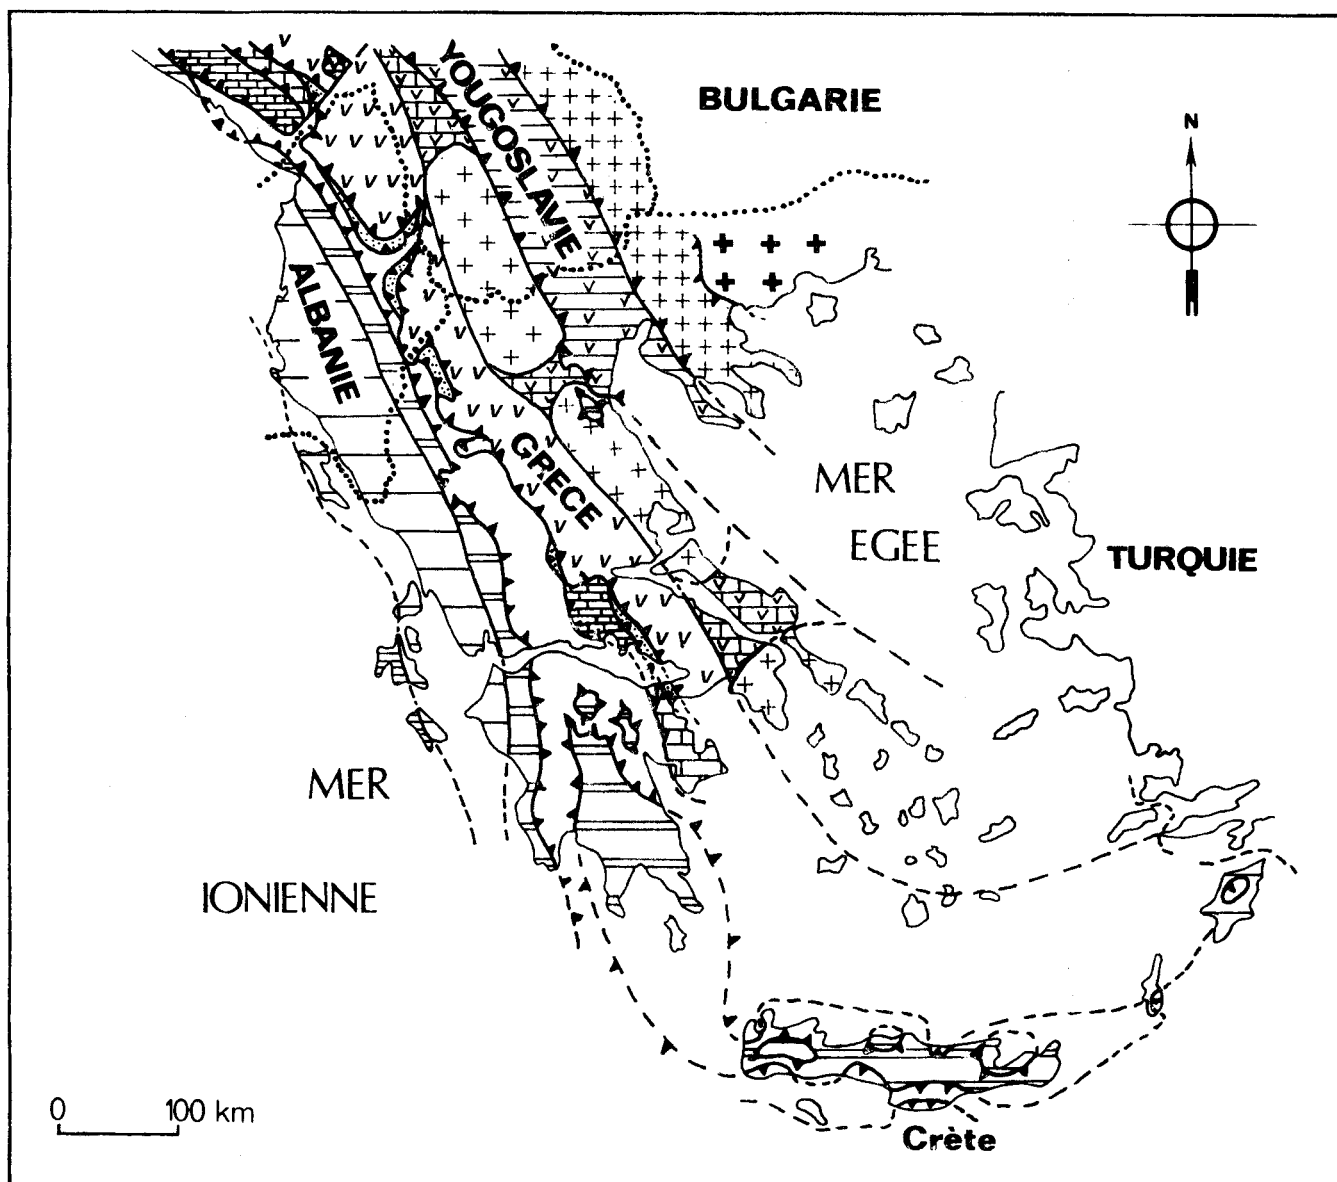 BULGARIE
YOUGOSLAVIE
N
ALBANIE
GRECE
MER
EGEE
TURQUIE
MER
IONIENNE
0 100 km
Crète